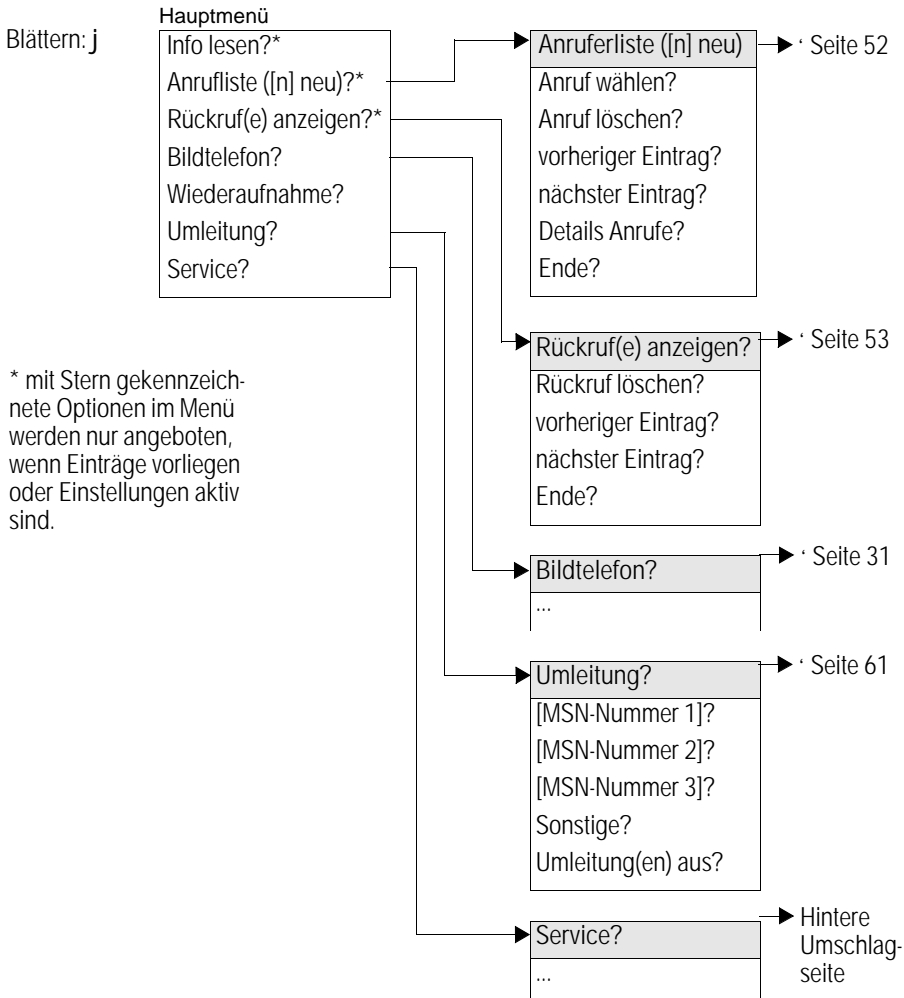 Hauptmenü
Blättern: j
Info lesen?*
Anrufliste ([n] neu)?*
Rückruf(e) anzeigen?*
Bildtelefon?
Wiederaufnahme?
Umleitung?
Service?
* mit Stern gekennzeich-
nete Optionen im Menü
werden nur angeboten,
wenn Einträge vorliegen
oder Einstellungen aktiv
sind.
Anruferliste ([n] neu)
‘ Seite 52
Anruf wählen?
Anruf löschen?
vorheriger Eintrag?
nächster Eintrag?
Details Anrufe?
Ende?
Rückruf(e) anzeigen?
‘ Seite 53
Rückruf löschen?
vorheriger Eintrag?
nächster Eintrag?
Ende?
Bildtelefon?
‘ Seite 31
...
Umleitung?
‘ Seite 61
[MSN-Nummer 1]?
[MSN-Nummer 2]?
[MSN-Nummer 3]?
Sonstige?
Umleitung(en) aus?
Service?
...
Hintere
Umschlag-
seite